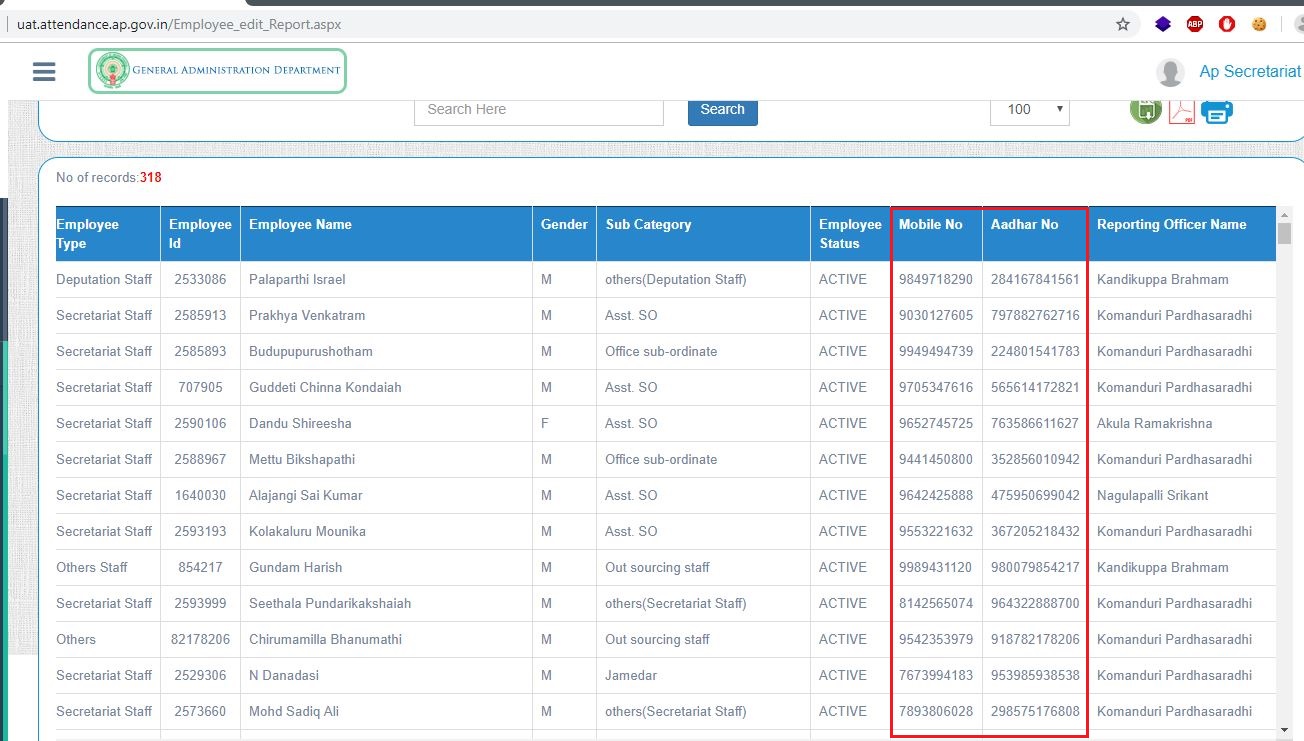 uat.attendance.ap.gov.in/Employee_edit_Report.aspx
ABP
General Administration Department
Ap Secretariat
Search Here Search 100
No of records:318
Employee Type Employee Id Employee Name Gender Sub Category Employee Status Mobile No Aadhar No Reporting Officer Name
Deputation Staff 2533086 Palaparthi Israel M others(Deputation Staff) ACTIVE 9849718290 284167841561 Kandikuppa Brahmam
Secretariat Staff 2585913 Prakhya Venkatram M Asst. SO ACTIVE 9030127605 797882762716 Komanduri Pardhasaradhi
Secretariat Staff 2585893 Budupupurushotham M Office sub-ordinate ACTIVE 9949494739 224801541783 Komanduri Pardhasaradhi
Secretariat Staff 707905 Guddeti Chinna Kondaiah M Asst. SO ACTIVE 9705347616 565614172821 Komanduri Pardhasaradhi
Secretariat Staff 2590106 Dandu Shireesha F Asst. SO ACTIVE 9652745725 763586611627 Akula Ramakrishna
Secretariat Staff 2588967 Mettu Bikshapathi M Office sub-ordinate ACTIVE 9441450800 352856010942 Komanduri Pardhasaradhi
Secretariat Staff 1640030 Alajangi Sai Kumar M Asst. SO ACTIVE 9642425888 475950699042 Nagulapalli Srikant
Secretariat Staff 2593193 Kolakaluru Mounika M Asst. SO ACTIVE 9553221632 367205218432 Komanduri Pardhasaradhi
Others Staff 854217 Gundam Harish M Out sourcing staff ACTIVE 9989431120 980079854217 Kandikuppa Brahmam
Secretariat Staff 2593999 Seethala Pundarikakshaiah M others(Secretariat Staff) ACTIVE 8142565074 964322888700 Komanduri Pardhasaradhi
Others 82178206 Chirumamilla Bhanumathi M Out sourcing staff ACTIVE 9542353979 918782178206 Komanduri Pardhasaradhi
Secretariat Staff 2529306 N Danadasi M Jamedar ACTIVE 7673994183 953985938538 Komanduri Pardhasaradhi
Secretariat Staff 2573660 Mohd Sadiq Ali M others(Secretariat Staff) ACTIVE 7893806028 298575176808 Komanduri Pardhasaradhi